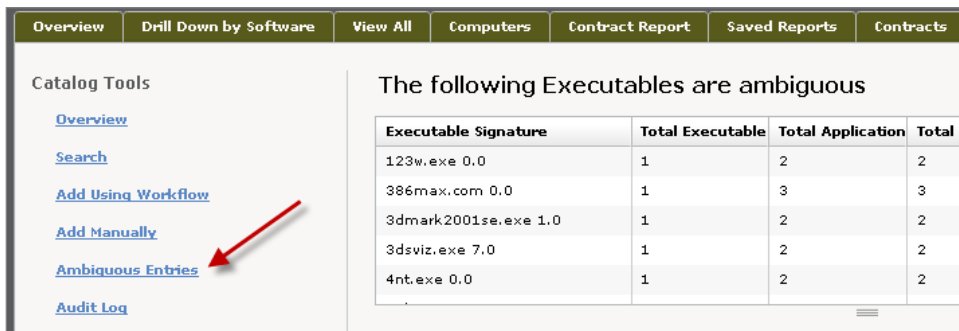 Overview Drill Down by Software View All Computers Contract Report Saved Reports Contracts
Catalog Tools
Overview
Search
Add Using Workflow
Add Manually
Ambiguous Entries
Audit Log
The following Executables are ambiguous
Executable Signature Total Executable Total Application Total
123w.exe 0.0 1 2 2
386max.com 0.0 1 3 3
3dmark2001se.exe 1.0 1 2 2
3dsviz.exe 7.0 1 2 2
4nt.exe 0.0 1 2 2